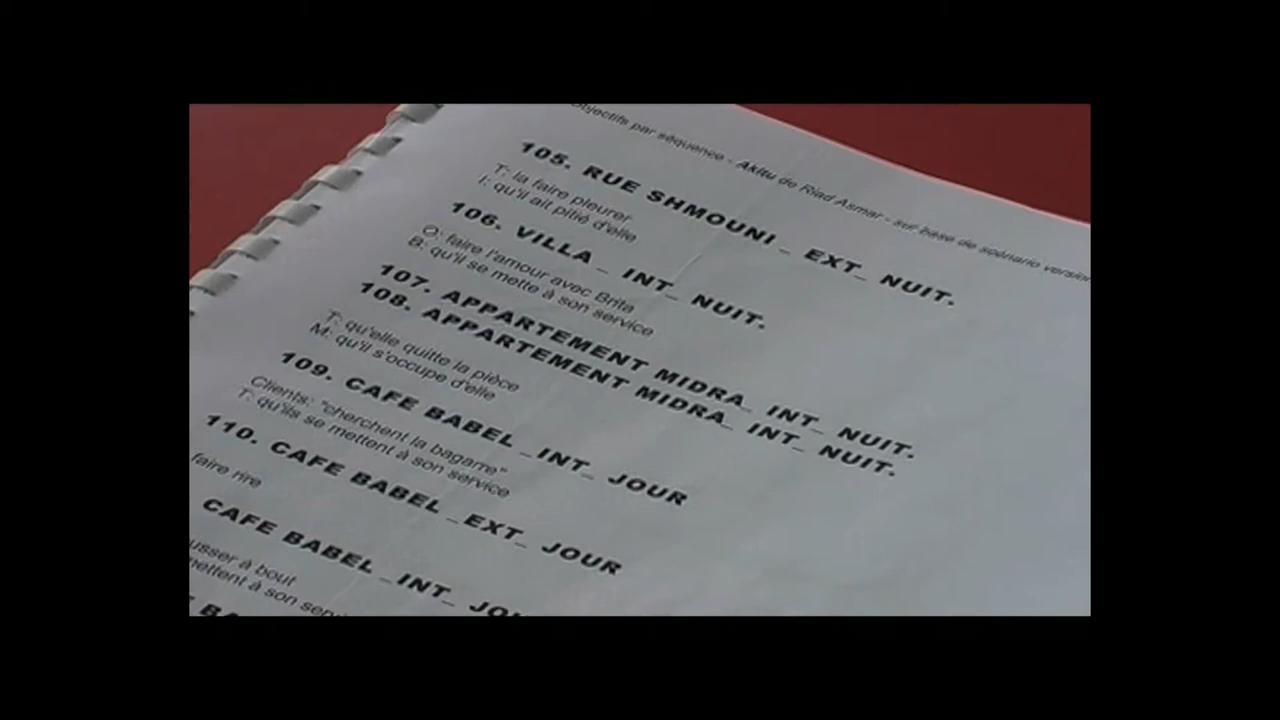 Objectifs par séquence - Akitu de Riad Asmar - sur base de scénario version
105. RUE SHMOUNI _ EXT_ NUIT.
T: la faire pleurer
I: qu'il ait pitié d'elle
106. VILLA _ INT_ NUIT.
O: faire l'amour avec Brita
B: qu'il se mette à son service
107. APPARTEMENT MIDRA_ INT_ NUIT.
108. APPARTEMENT MIDRA_ INT_ NUIT.
T: qu'elle quitte la pièce
M: qu'il s'occupe d'elle
109. CAFE BABEL _INT_ JOUR
Clients: "cherchent la bagarre"
T: qu'ils se mettent à son service
110. CAFE BABEL _EXT_ JOUR
faire rire
CAFE BABEL _INT_
à bout
à son